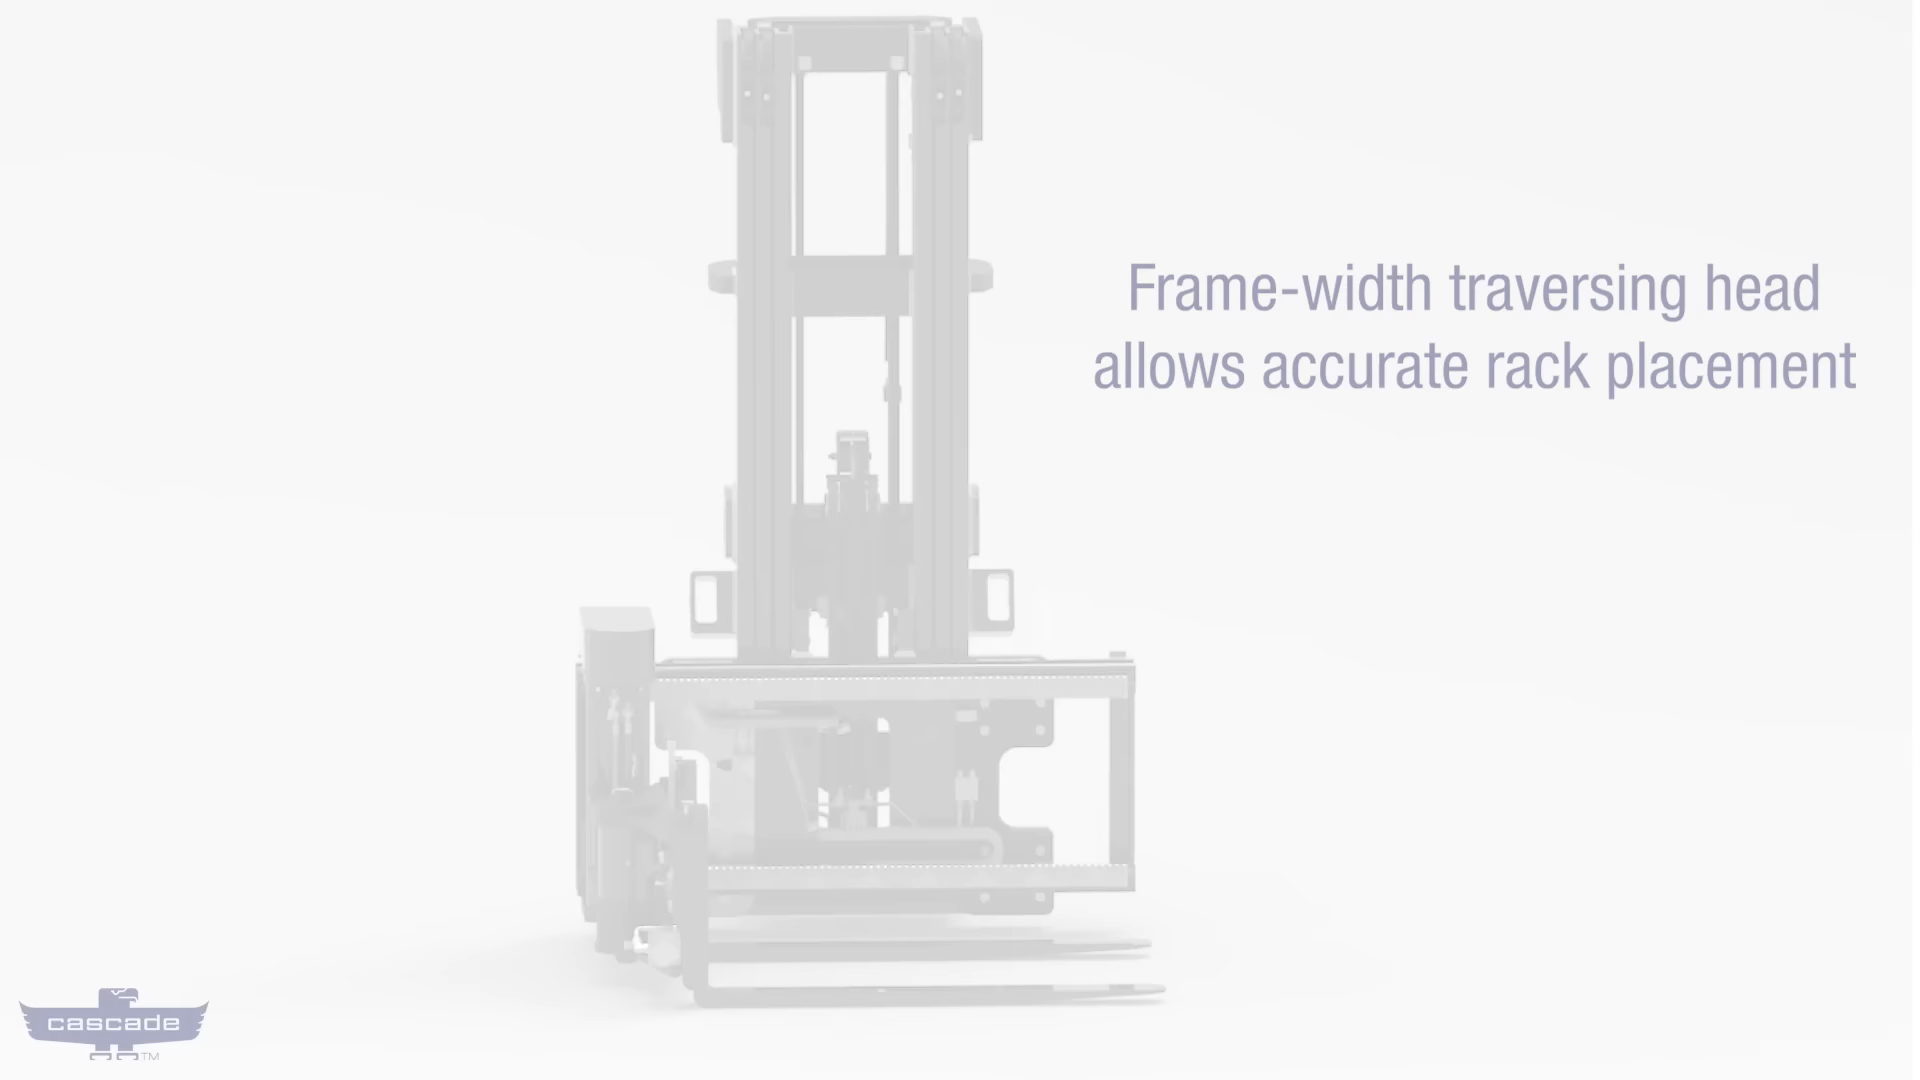 Frame-width traversing head
allows accurate rack placement
cascade
TM